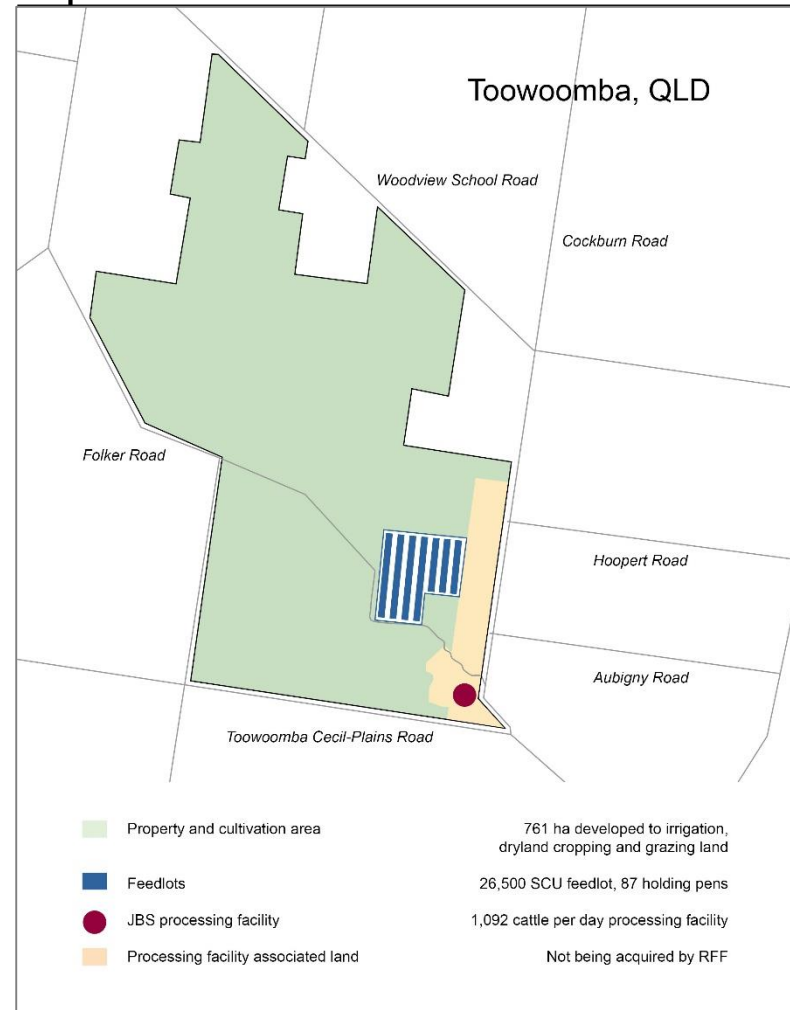 Toowoomba, QLD
Woodview School Road
Cockburn Road
Folker Road
Hoopert Road
Aubigny Road
Toowoomba Cecil-Plains Road
Property and cultivation area
761 ha developed to irrigation,
dryland cropping and grazing land
Feedlots
26,500 SCU feedlot, 87 holding pens
JBS processing facility
1,092 cattle per day processing facility
Processing facility associated land
Not being acquired by RFF